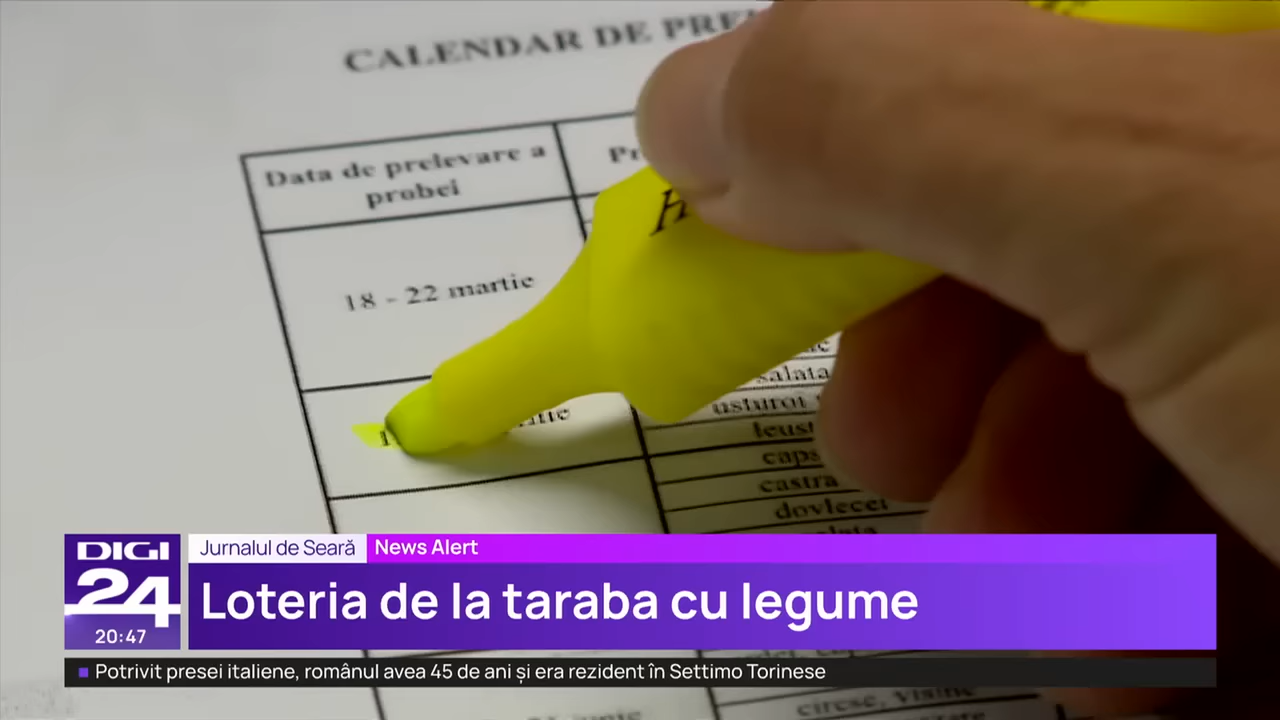 CALENDAR DE
Data de prelevare a
probei
18 - 22 martie
salata
usturoi
leust
caps
castra
dovlecei
DIGI
24
20:47
Jurnalul de Seară
News Alert
Loteria de la taraba cu legume
Potrivit presei italiene, românul avea 45 de ani și era rezident în Settimo Torinese
cireșe, vișine